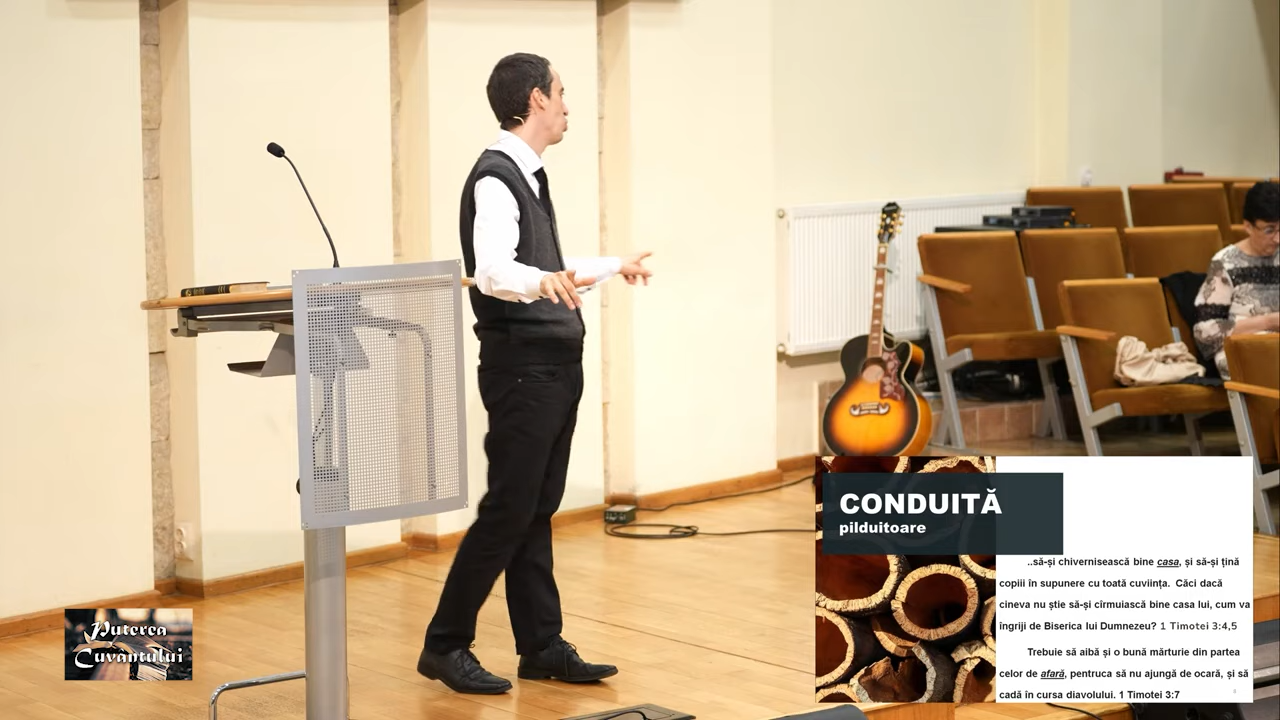 CONDUITĂ
pilduitoare
..să-și chivernisească bine casa, și să-și țină
copiii în supunere cu toată cuviința. Căci dacă
cineva nu știe să-și cîrmuiască bine casa lui, cum va
îngriji de Biserica lui Dumnezeu? 1 Timotei 3:4,5
Trebuie să aibă și o bună mărturie din partea
celor de afară, pentruca să nu ajungă de ocară, și să
cadă în cursa diavolului. 1 Timotei 3:7
Puterea
Cuvântului